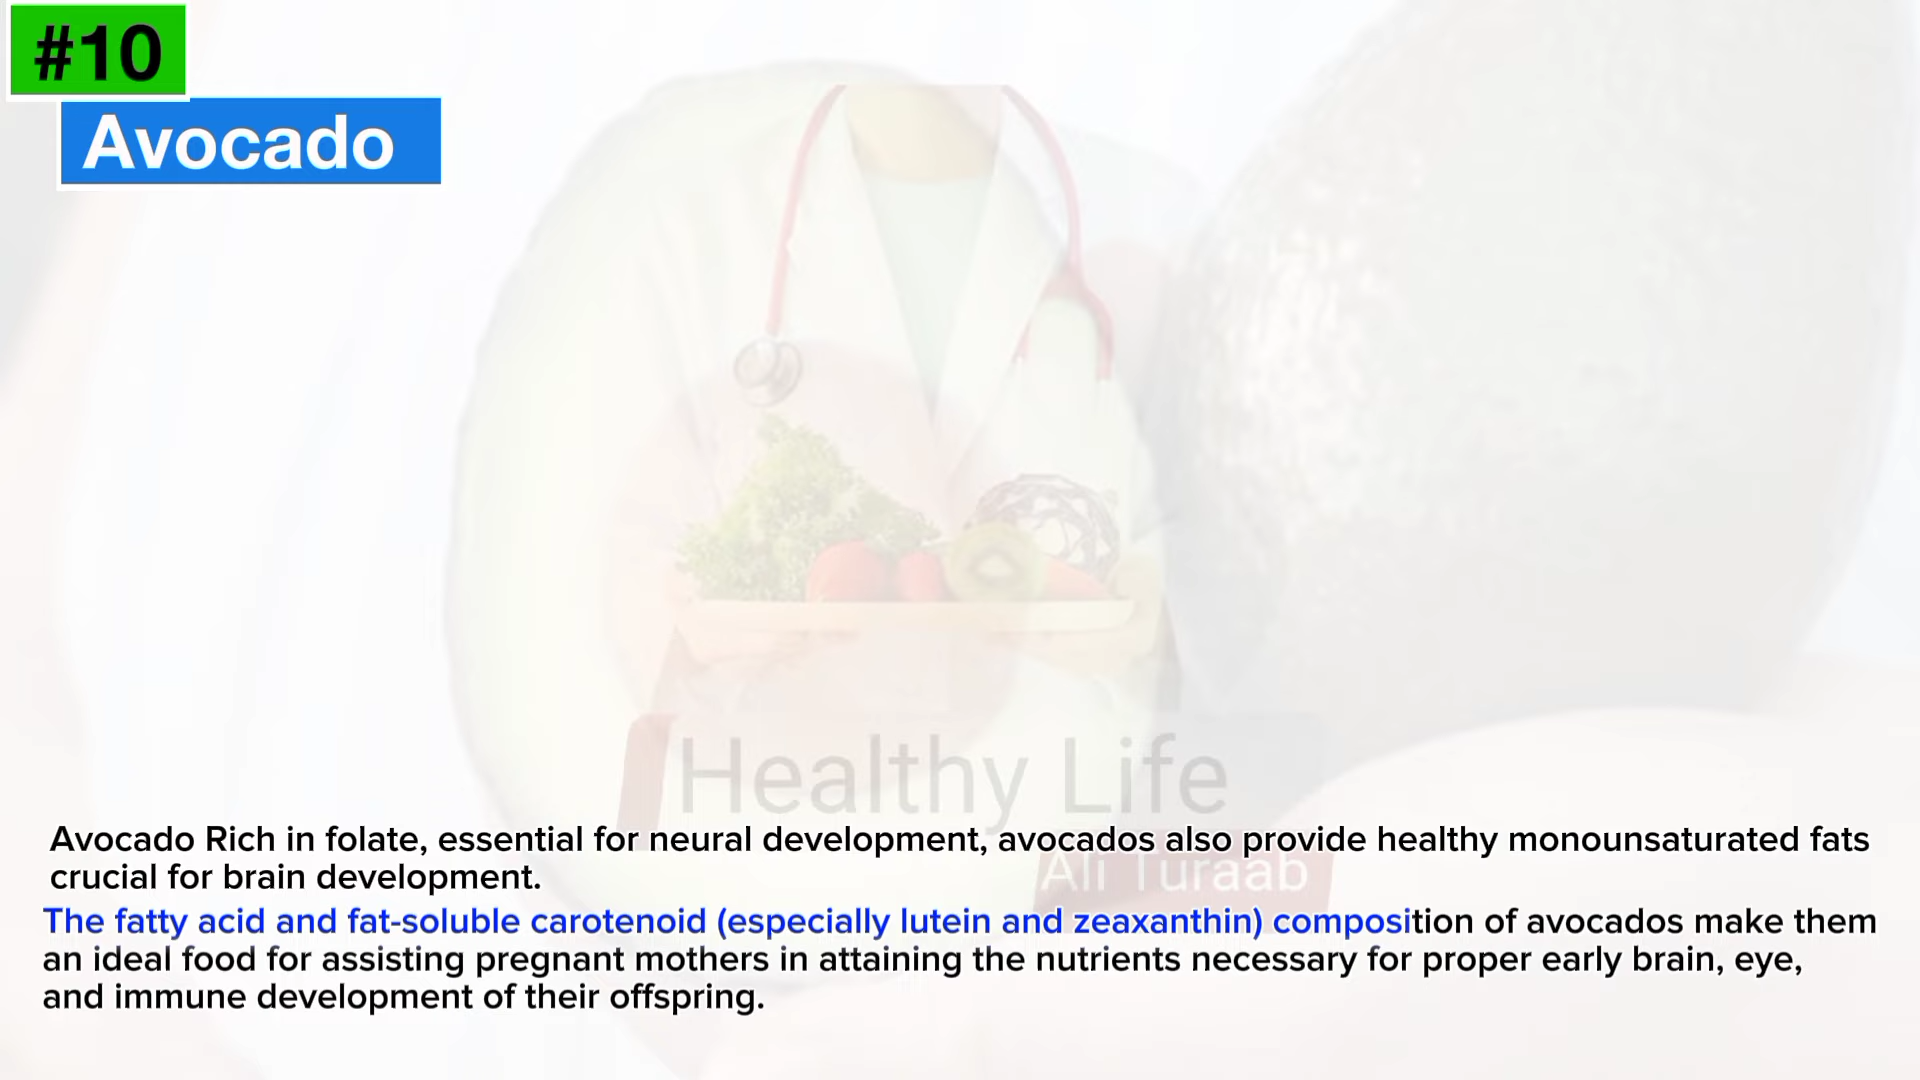 #10
Avocado
Healthy Life
Ali Turaab
Avocado Rich in folate, essential for neural development, avocados also provide healthy monounsaturated fats
crucial for brain development.
The fatty acid and fat-soluble carotenoid (especially lutein and zeaxanthin) composition of avocados make them
an ideal food for assisting pregnant mothers in attaining the nutrients necessary for proper early brain, eye,
and immune development of their offspring.